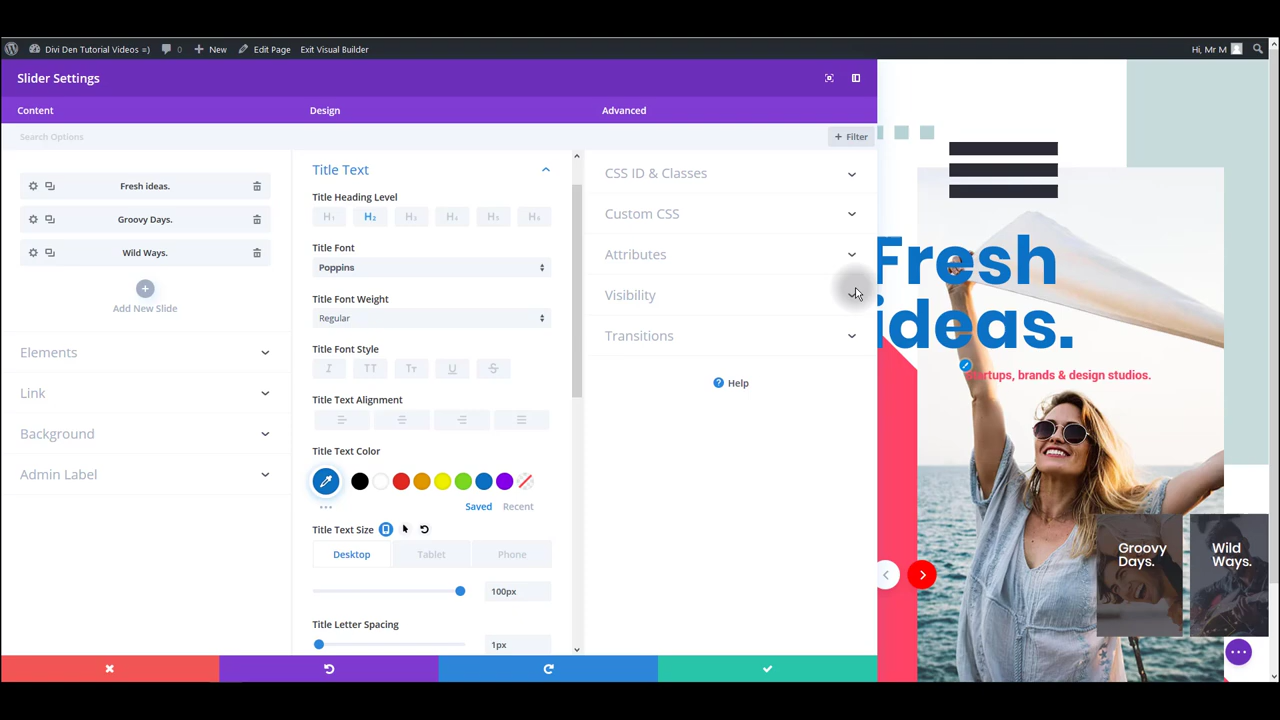 Divi Den Tutorial Videos =)
0
New
Edit Page
Exit Visual Builder
Hi, Mr M
Slider Settings
Content
Design
Advanced
Search Options
+ Filter
Fresh ideas.
Groovy Days.
Wild Ways.
Add New Slide
Elements
Link
Background
Admin Label
Title Text
Title Heading Level
H1
H2
H3
H4
H5
H6
Title Font
Poppins
Title Font Weight
Regular
Title Font Style
I
TT
Tт
U
S
Title Text Alignment
Title Text Color
Saved
Recent
Title Text Size
Desktop
Tablet
Phone
100px
Title Letter Spacing
1px
CSS ID & Classes
Custom CSS
Attributes
Visibility
Transitions
Help
Fresh
ideas.
startups, brands & design studios.
Groovy
Days.
Wild
Ways.